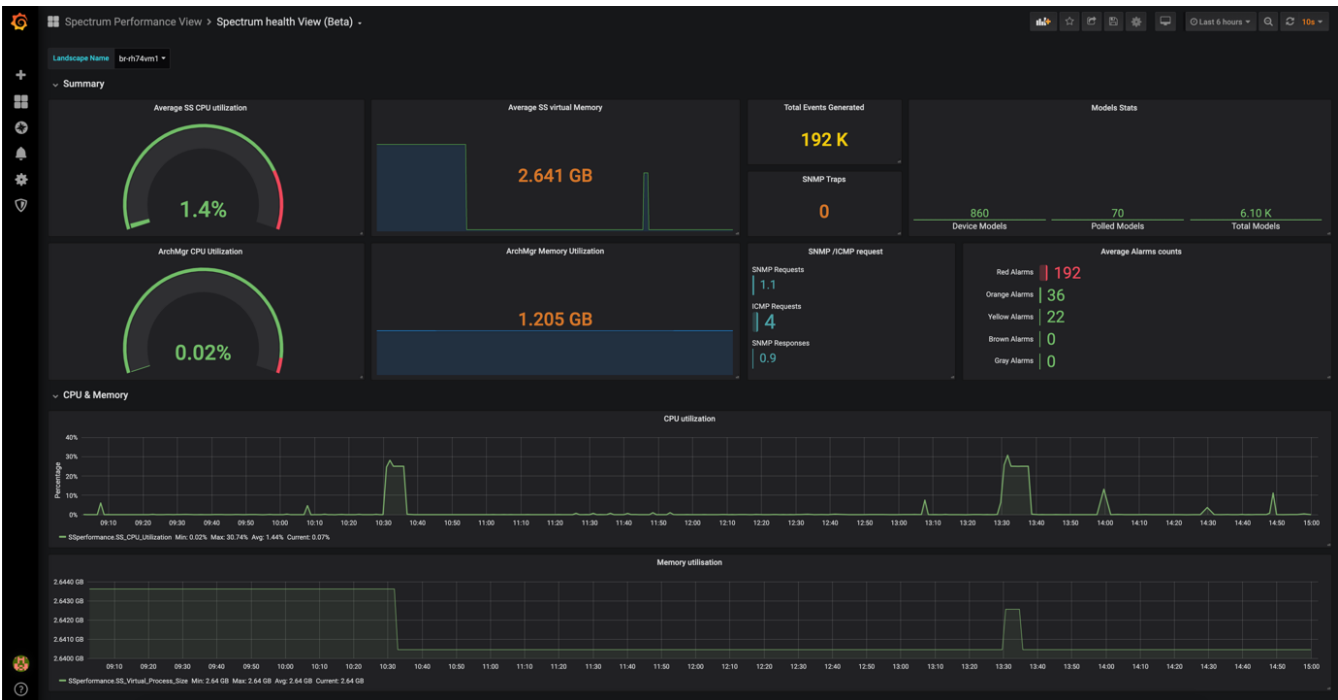 Spectrum Performance View > Spectrum health View (Beta)
Last 6 hours
10s
Landscape Name br-rh74vm1
Summary
Average SS CPU utilization
1.4%
Average SS virtual Memory
2.641 GB
Total Events Generated
192 K
SNMP Traps
0
Models Stats
860
Device Models
70
Polled Models
6.10 K
Total Models
ArchMgr CPU Utilization
0.02%
ArchMgr Memory Utilization
1.205 GB
SNMP /ICMP request
SNMP Requests
1.1
ICMP Requests
4
SNMP Responses
0.9
Average Alarms counts
Red Alarms 192
Orange Alarms 36
Yellow Alarms 22
Brown Alarms 0
Gray Alarms 0
CPU & Memory
CPU utilization
Percentage
40%
30%
20%
10%
0%
09:10 09:20 09:30 09:40 09:50 10:00 10:10 10:20 10:30 10:40 10:50 11:00 11:10 11:20 11:30 11:40 11:50 12:00 12:10 12:20 12:30 12:40 12:50 13:00 13:10 13:20 13:30 13:40 13:50 14:00 14:10 14:20 14:30 14:40 14:50 15:00
SSperformance.SS_CPU_Utilization Min: 0.02% Max: 30.74% Avg: 1.44% Current: 0.07%
Memory utilisation
2.6440 GB
2.6430 GB
2.6420 GB
2.6410 GB
2.6400 GB
09:10 09:20 09:30 09:40 09:50 10:00 10:10 10:20 10:30 10:40 10:50 11:00 11:10 11:20 11:30 11:40 11:50 12:00 12:10 12:20 12:30 12:40 12:50 13:00 13:10 13:20 13:30 13:40 13:50 14:00 14:10 14:20 14:30 14:40 14:50 15:00
SSperformance.SS_Virtual_Process_Size Min: 2.64 GB Max: 2.64 GB Avg: 2.64 GB Current: 2.64 GB